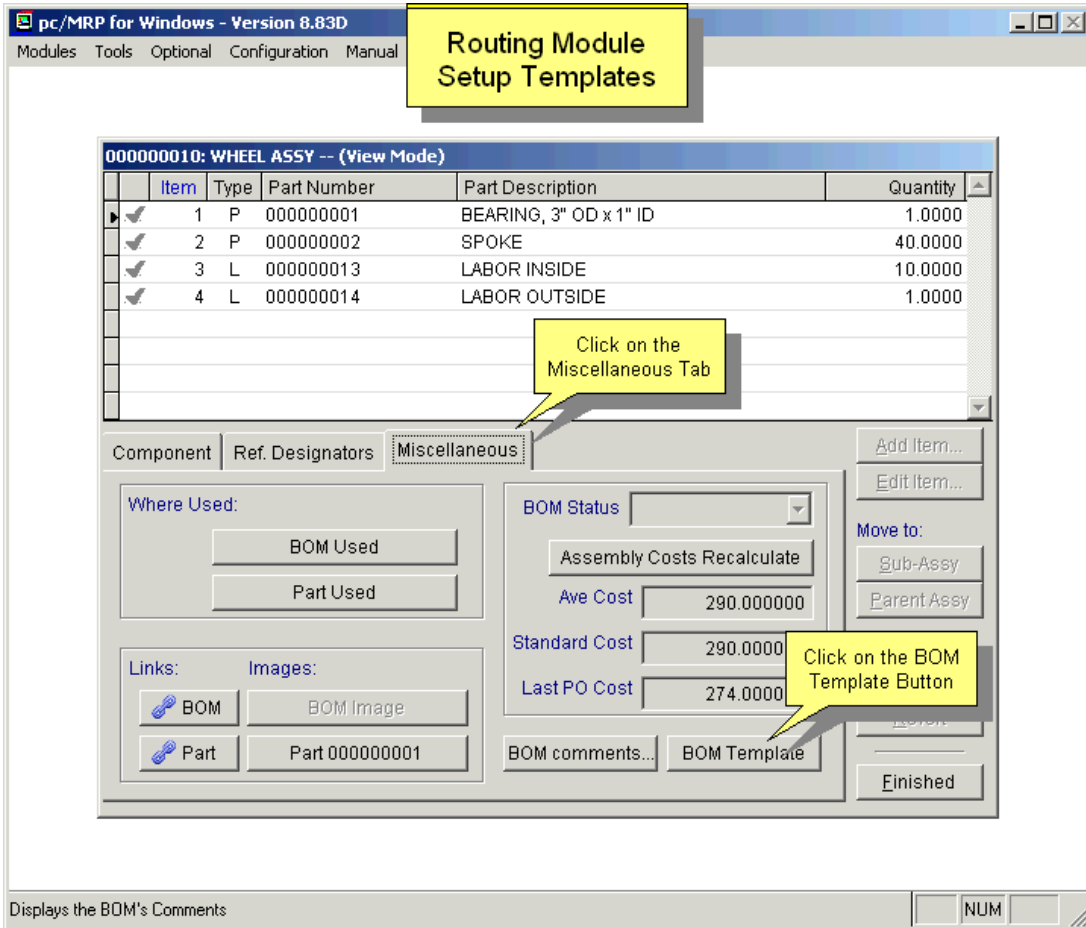 pc/MRP for Windows - Version 8.83D
Modules Tools Optional Configuration Manual
Routing Module
Setup Templates
000000010: WHEEL ASSY -- (View Mode)
Item Type Part Number Part Description Quantity
1 P 000000001 BEARING, 3" OD x 1" ID 1.0000
2 P 000000002 SPOKE 40.0000
3 L 000000013 LABOR INSIDE 10.0000
4 L 000000014 LABOR OUTSIDE 1.0000
Click on the
Miscellaneous Tab
Component Ref. Designators Miscellaneous
Add Item...
Edit Item...
Move to:
Sub-Assy
Parent Assy
Where Used:
BOM Used
Part Used
BOM Status
Assembly Costs Recalculate
Ave Cost 290.000000
Standard Cost 290.0000
Last PO Cost 274.0000
Click on the BOM
Template Button
Links: Images:
BOM BOM Image
Part Part 000000001
BOM comments... BOM Template
Finished
Displays the BOM's Comments NUM